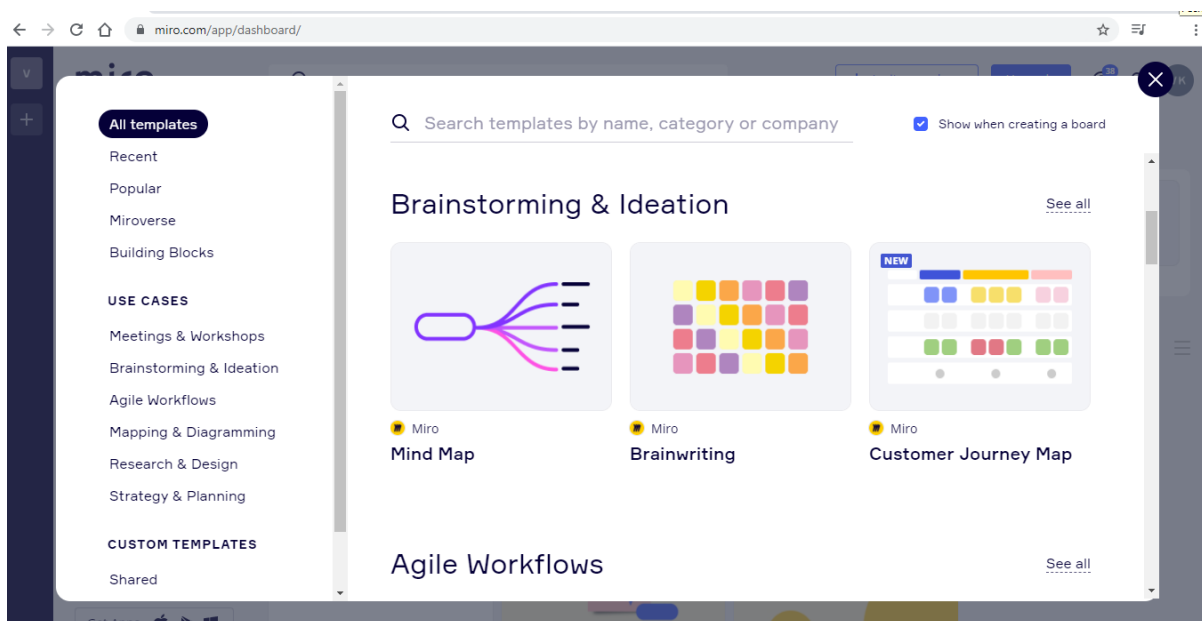 miro.com/app/dashboard/
V
miro
38
VK
All templates
Recent
Popular
Miroverse
Building Blocks
USE CASES
Meetings & Workshops
Brainstorming & Ideation
Agile Workflows
Mapping & Diagramming
Research & Design
Strategy & Planning
CUSTOM TEMPLATES
Shared
Search templates by name, category or company
Show when creating a board
Brainstorming & Ideation
See all
NEW
Miro
Mind Map
Miro
Brainwriting
Miro
Customer Journey Map
Agile Workflows
See all